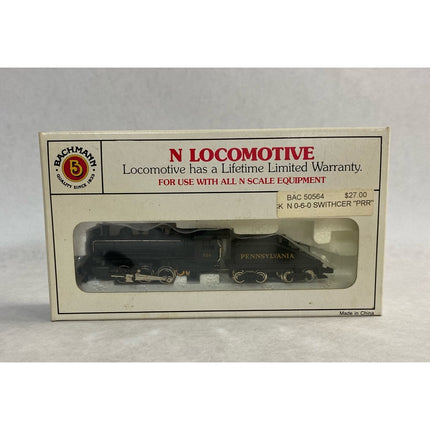 BACHMANN
QUALITY SINCE 1833
N LOCOMOTIVE
Locomotive has a Lifetime Limited Warranty.
FOR USE WITH ALL N SCALE EQUIPMENT
BAC 50564 $27.00
CK N 0-6-0 SWITHCER "PRR"
PENNSYLVANIA
Made in China